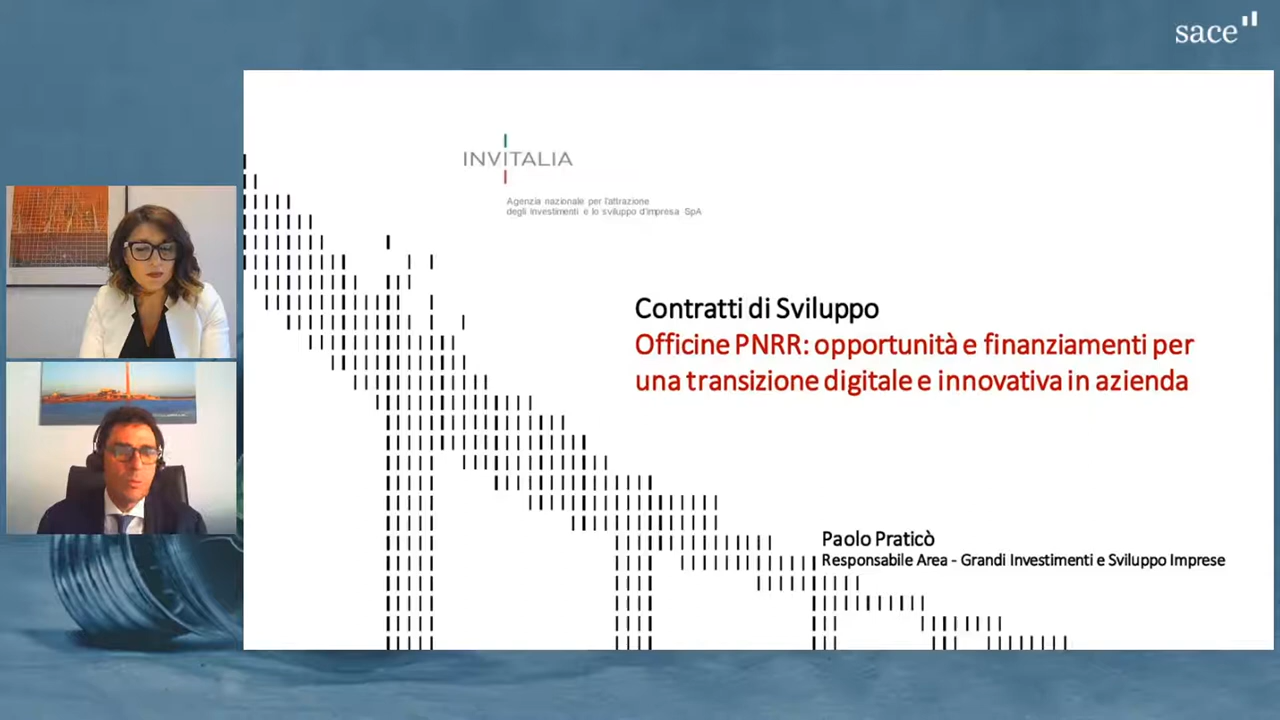 sace
INVITALIA
Agenzia nazionale per l'attrazione
degli investimenti e lo sviluppo d'impresa SpA
Contratti di Sviluppo
Officine PNRR: opportunità e finanziamenti per
una transizione digitale e innovativa in azienda
Paolo Praticò
Responsabile Area - Grandi Investimenti e Sviluppo Imprese